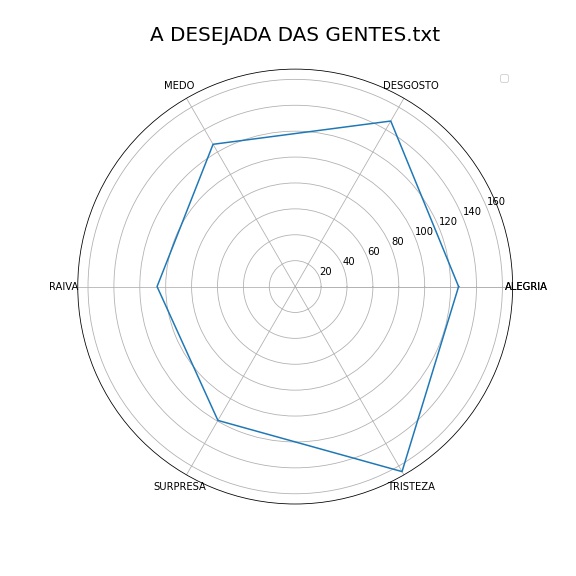 A DESEJADA DAS GENTES.txt
MEDO
DESGOSTO
160
140
120
100
80
60
40
20
RAIVA
ALEGRIA
SURPRESA
TRISTEZA